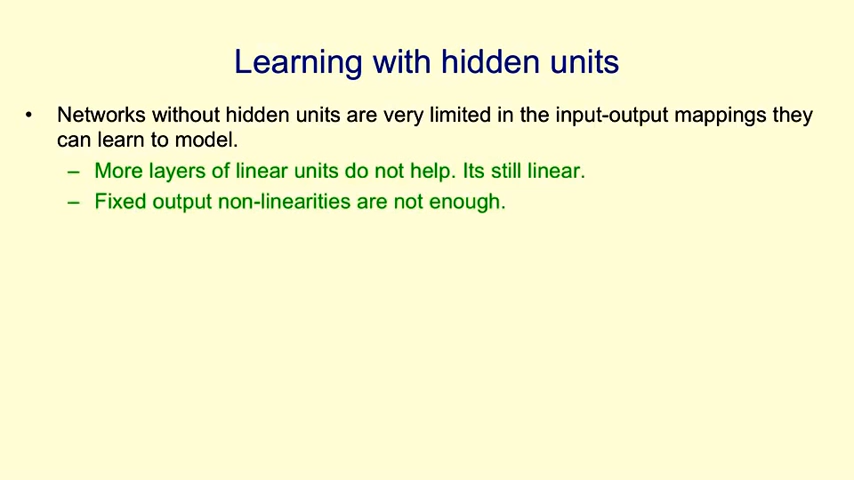 Learning with hidden units
• Networks without hidden units are very limited in the input-output mappings they
can learn to model.
– More layers of linear units do not help. Its still linear.
– Fixed output non-linearities are not enough.